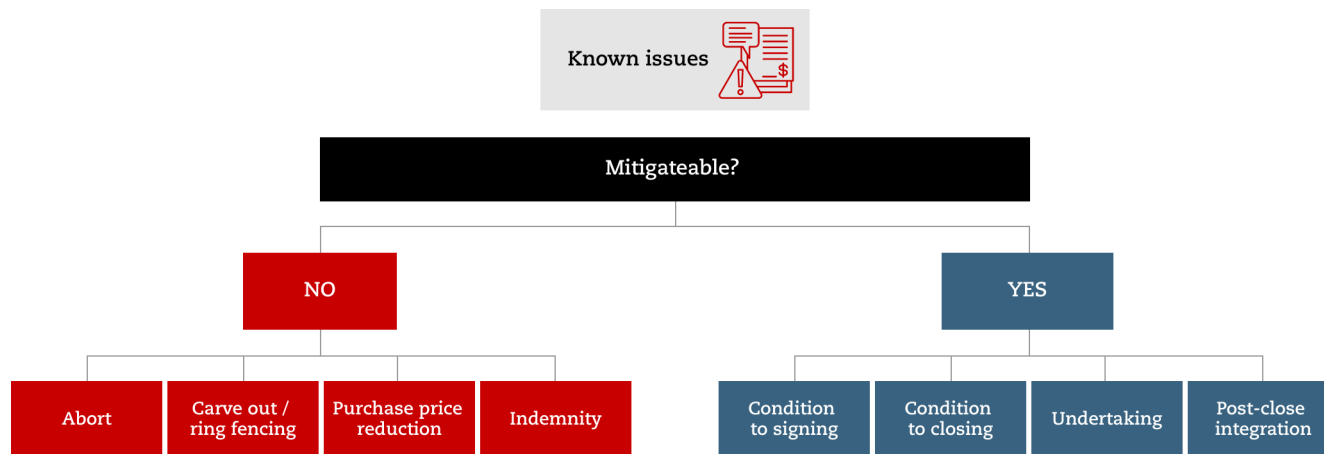 Known issues
$
Mitigateable?
NO
YES
Abort
Carve out /
ring fencing
Purchase price
reduction
Indemnity
Condition
to signing
Condition
to closing
Undertaking
Post-close
integration